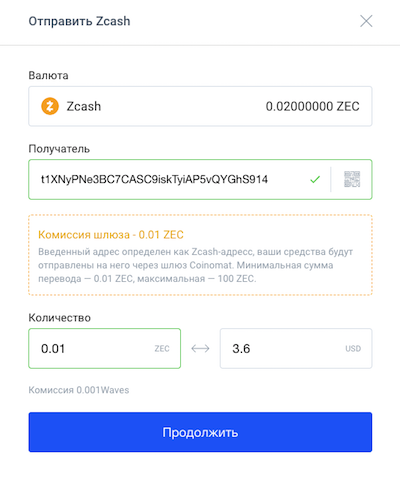 Отправить Zcash
Валюта
Zcash 0.02000000 ZEC
Получатель
t1XNyPNe3BC7CASC9iskTyiAP5vQYGhS914
Комиссия шлюза - 0.01 ZEC
Введенный адрес определен как Zcash-адресс, ваши средства будут
отправлены на него через шлюз Coinomat. Минимальная сумма
перевода — 0.01 ZEC, максимальная — 100 ZEC.
Количество
0.01 ZEC 3.6 USD
Комиссия 0.001Waves
Продолжить